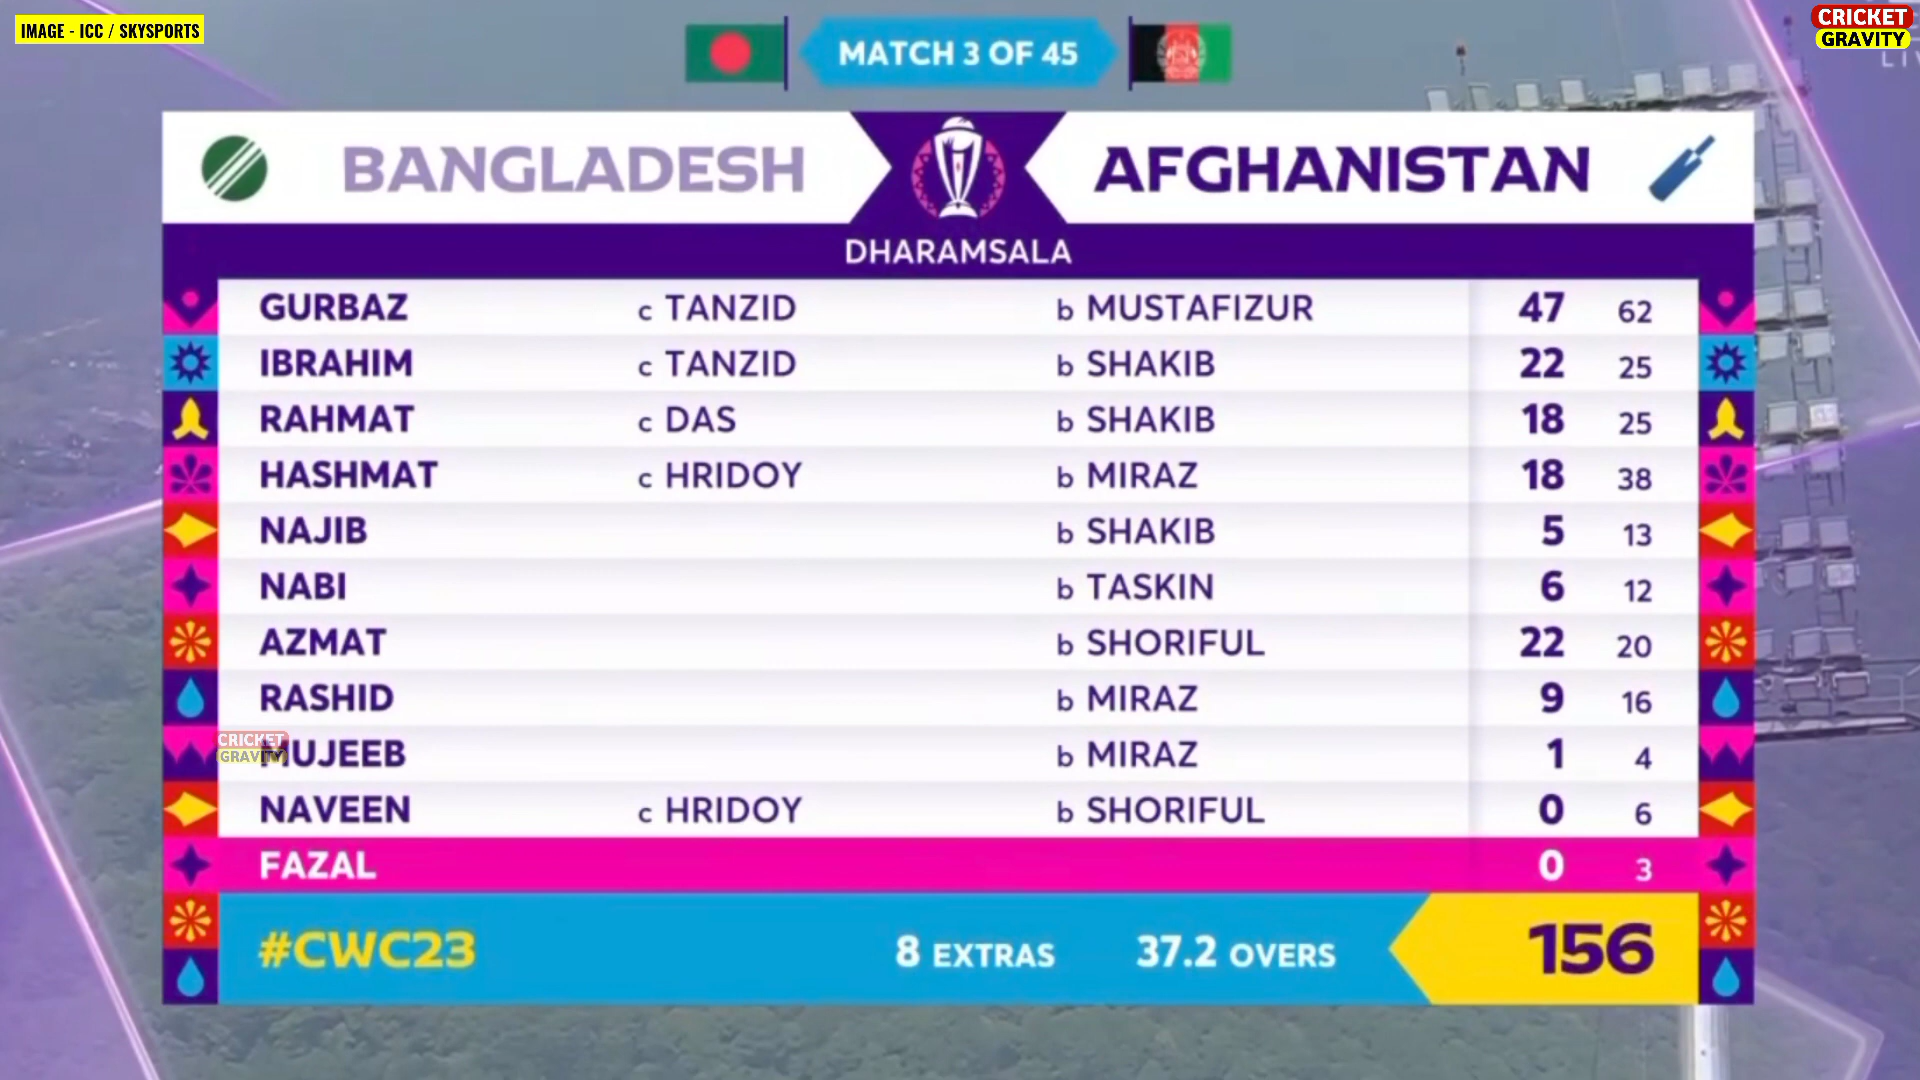 IMAGE - ICC / SKYSPORTS
CRICKET
GRAVITY
MATCH 3 OF 45
BANGLADESH AFGHANISTAN
DHARAMSALA
GURBAZ c TANZID b MUSTAFIZUR 47 62
IBRAHIM c TANZID b SHAKIB 22 25
RAHMAT c DAS b SHAKIB 18 25
HASHMAT c HRIDOY b MIRAZ 18 38
NAJIB b SHAKIB 5 13
NABI b TASKIN 6 12
AZMAT b SHORIFUL 22 20
RASHID b MIRAZ 9 16
CRICKET
GRAVITY
MUJEEB b MIRAZ 1 4
NAVEEN c HRIDOY b SHORIFUL 0 6
FAZAL 0 3
#CWC23 8 EXTRAS 37.2 OVERS 156